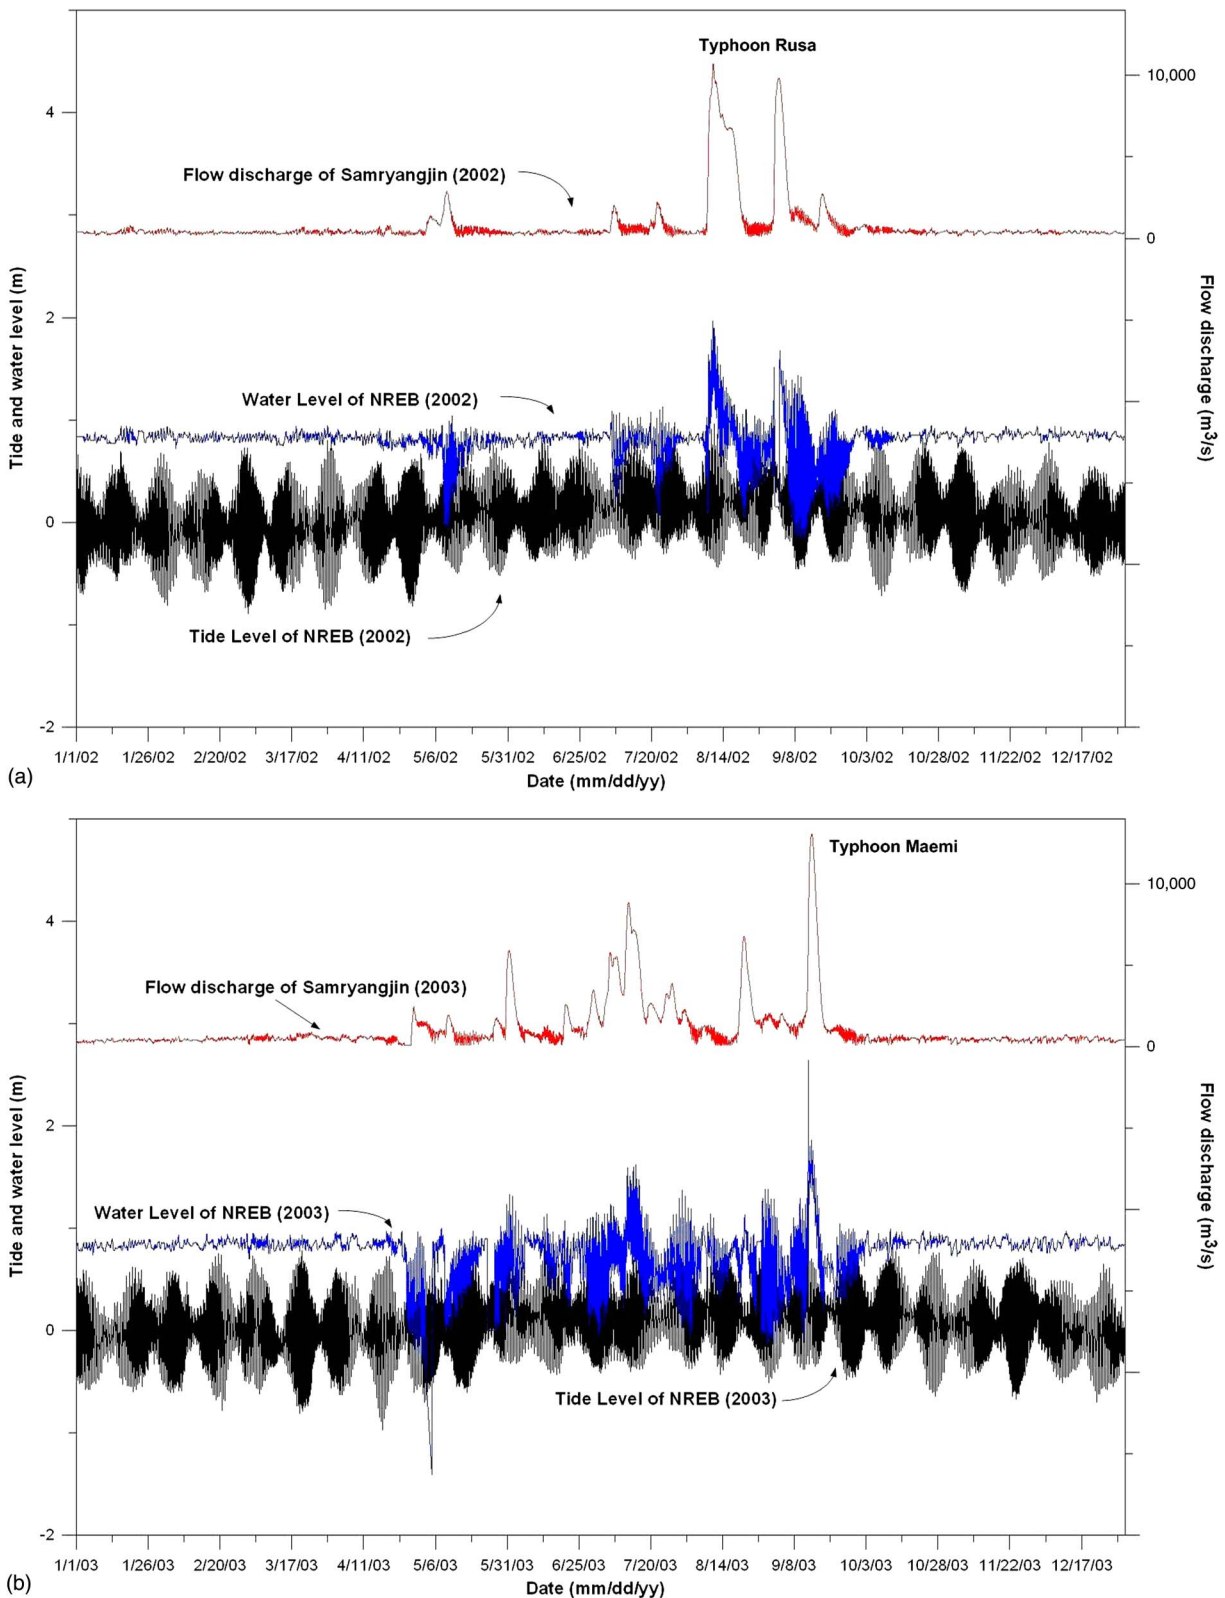 Typhoon Rusa
10,000
4
Flow discharge of Samryangjin (2002)
0
Tide and water level (m)
Flow discharge (m3/s)
2
Water Level of NREB (2002)
0
Tide Level of NREB (2002)
-2
1/1/02 1/26/02 2/20/02 3/17/02 4/11/02 5/6/02 5/31/02 6/25/02 7/20/02 8/14/02 9/8/02 10/3/02 10/28/02 11/22/02 12/17/02
(a)
Date (mm/dd/yy)
Typhoon Maemi
10,000
4
Flow discharge of Samryangjin (2003)
0
Tide and water level (m)
Flow discharge (m3/s)
2
Water Level of NREB (2003)
0
Tide Level of NREB (2003)
-2
1/1/03 1/26/03 2/20/03 3/17/03 4/11/03 5/6/03 5/31/03 6/25/03 7/20/03 8/14/03 9/8/03 10/3/03 10/28/03 11/22/03 12/17/03
(b)
Date (mm/dd/yy)